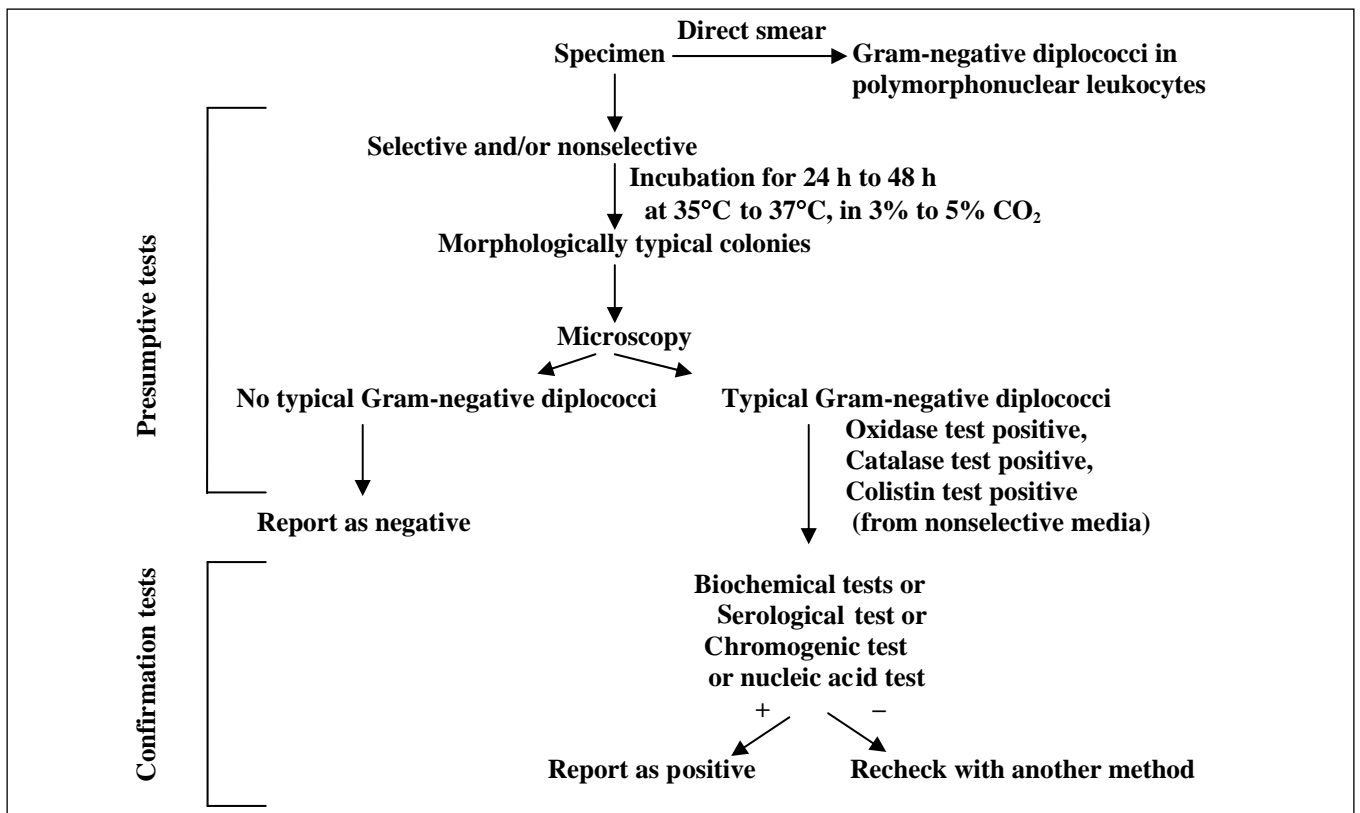 Direct smear
Specimen
Gram-negative diplococci in
polymorphonuclear leukocytes
Presumptive tests
Selective and/or nonselective
Incubation for 24 h to 48 h
at 35°C to 37°C, in 3% to 5% CO₂
Morphologically typical colonies
Microscopy
No typical Gram-negative diplococci
Typical Gram-negative diplococci
Oxidase test positive,
Catalase test positive,
Colistin test positive
(from nonselective media)
Report as negative
Confirmation tests
Biochemical tests or
Serological test or
Chromogenic test
or nucleic acid test
+
–
Report as positive
Recheck with another method